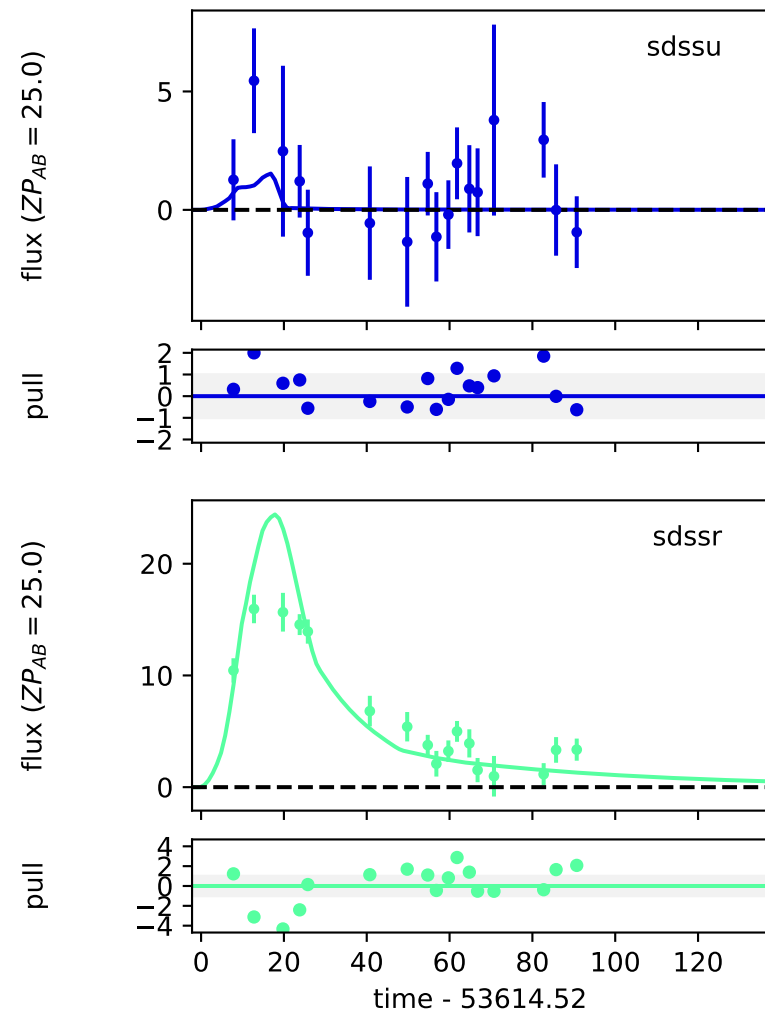 sdssu
flux (ZP_AB = 25.0)
5
0
pull
2
1
0
−1
−2
sdssr
flux (ZP_AB = 25.0)
20
10
0
pull
4
2
0
−2
−4
0 20 40 60 80 100 120
time - 53614.52